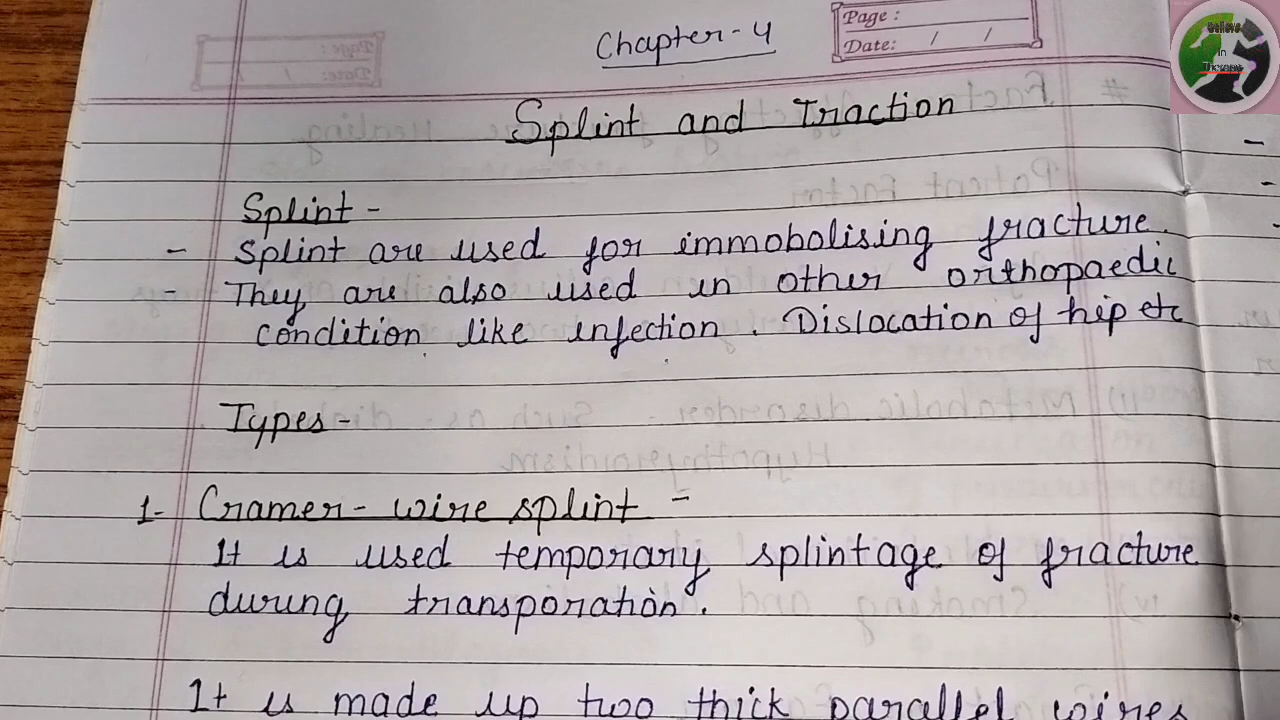 Chapter-4
Page :
Date: / /
Splint and Traction
Splint -
- Splint are used for immobolising fracture.
- They are also used in other orthopaedic
condition like infection. Dislocation of hip etc
Types-
1- Cramer-wire splint -
It is used temporary splintage of fracture
during transporation.
It is made up two thick parallel wires